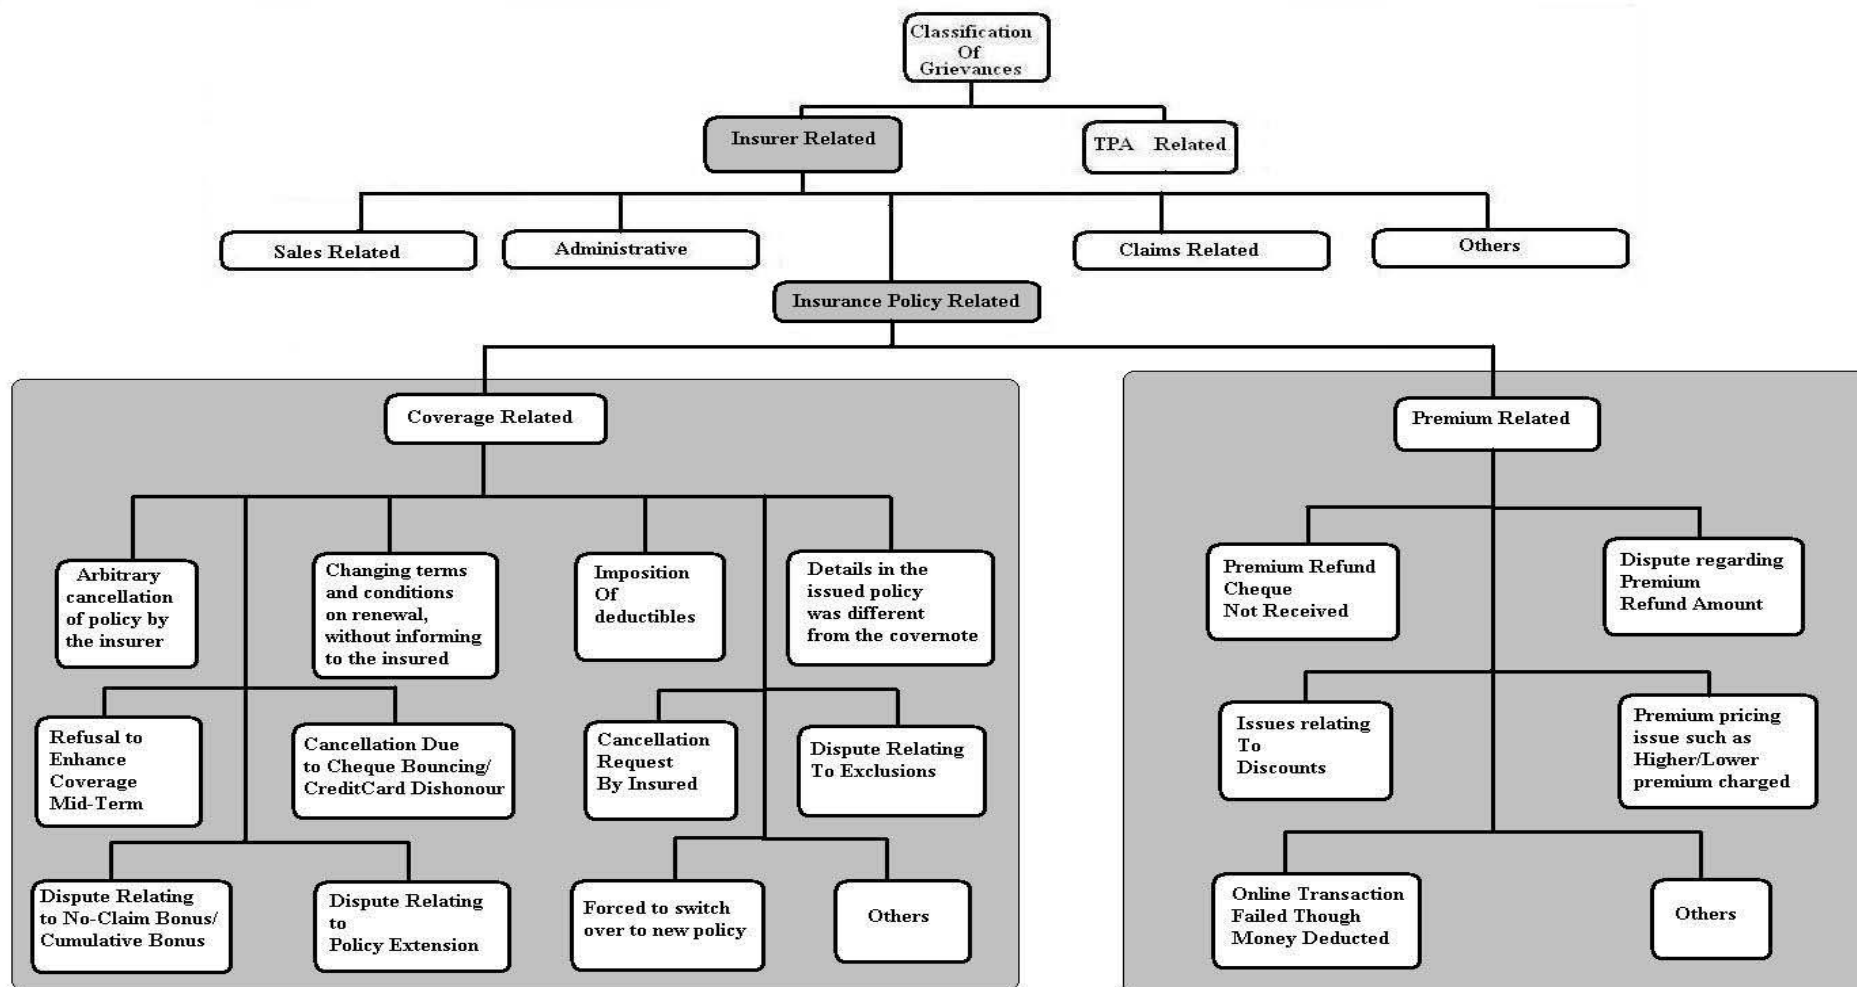 Classification
Of
Grievances
Insurer Related
TPA Related
Sales Related
Administrative
Claims Related
Others
Insurance Policy Related
Coverage Related
Premium Related
Arbitrary
cancellation
of policy by
the insurer
Changing terms
and conditions
on renewal,
without informing
to the insured
Imposition
Of
deductibles
Details in the
issued policy
was different
from the covernote
Premium Refund
Cheque
Not Received
Dispute regarding
Premium
Refund Amount
Refusal to
Enhance
Coverage
Mid-Term
Cancellation Due
to Cheque Bouncing/
CreditCard Dishonour
Cancellation
Request
By Insured
Dispute Relating
To Exclusions
Issues relating
To
Discounts
Premium pricing
issue such as
Higher/Lower
premium charged
Dispute Relating
to No-Claim Bonus/
Cumulative Bonus
Dispute Relating
to
Policy Extension
Forced to switch
over to new policy
Others
Online Transaction
Failed Though
Money Deducted
Others